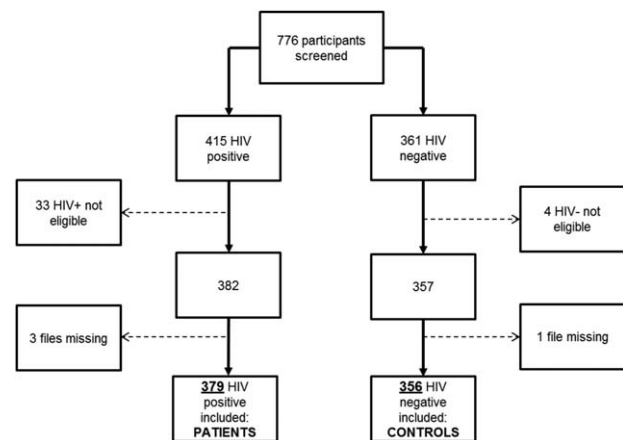 776 participants
screened
415 HIV
positive
361 HIV
negative
33 HIV+ not
eligible
4 HIV- not
eligible
382
357
3 files missing
1 file missing
379 HIV
positive
included:
PATIENTS
356 HIV
negative
included:
CONTROLS